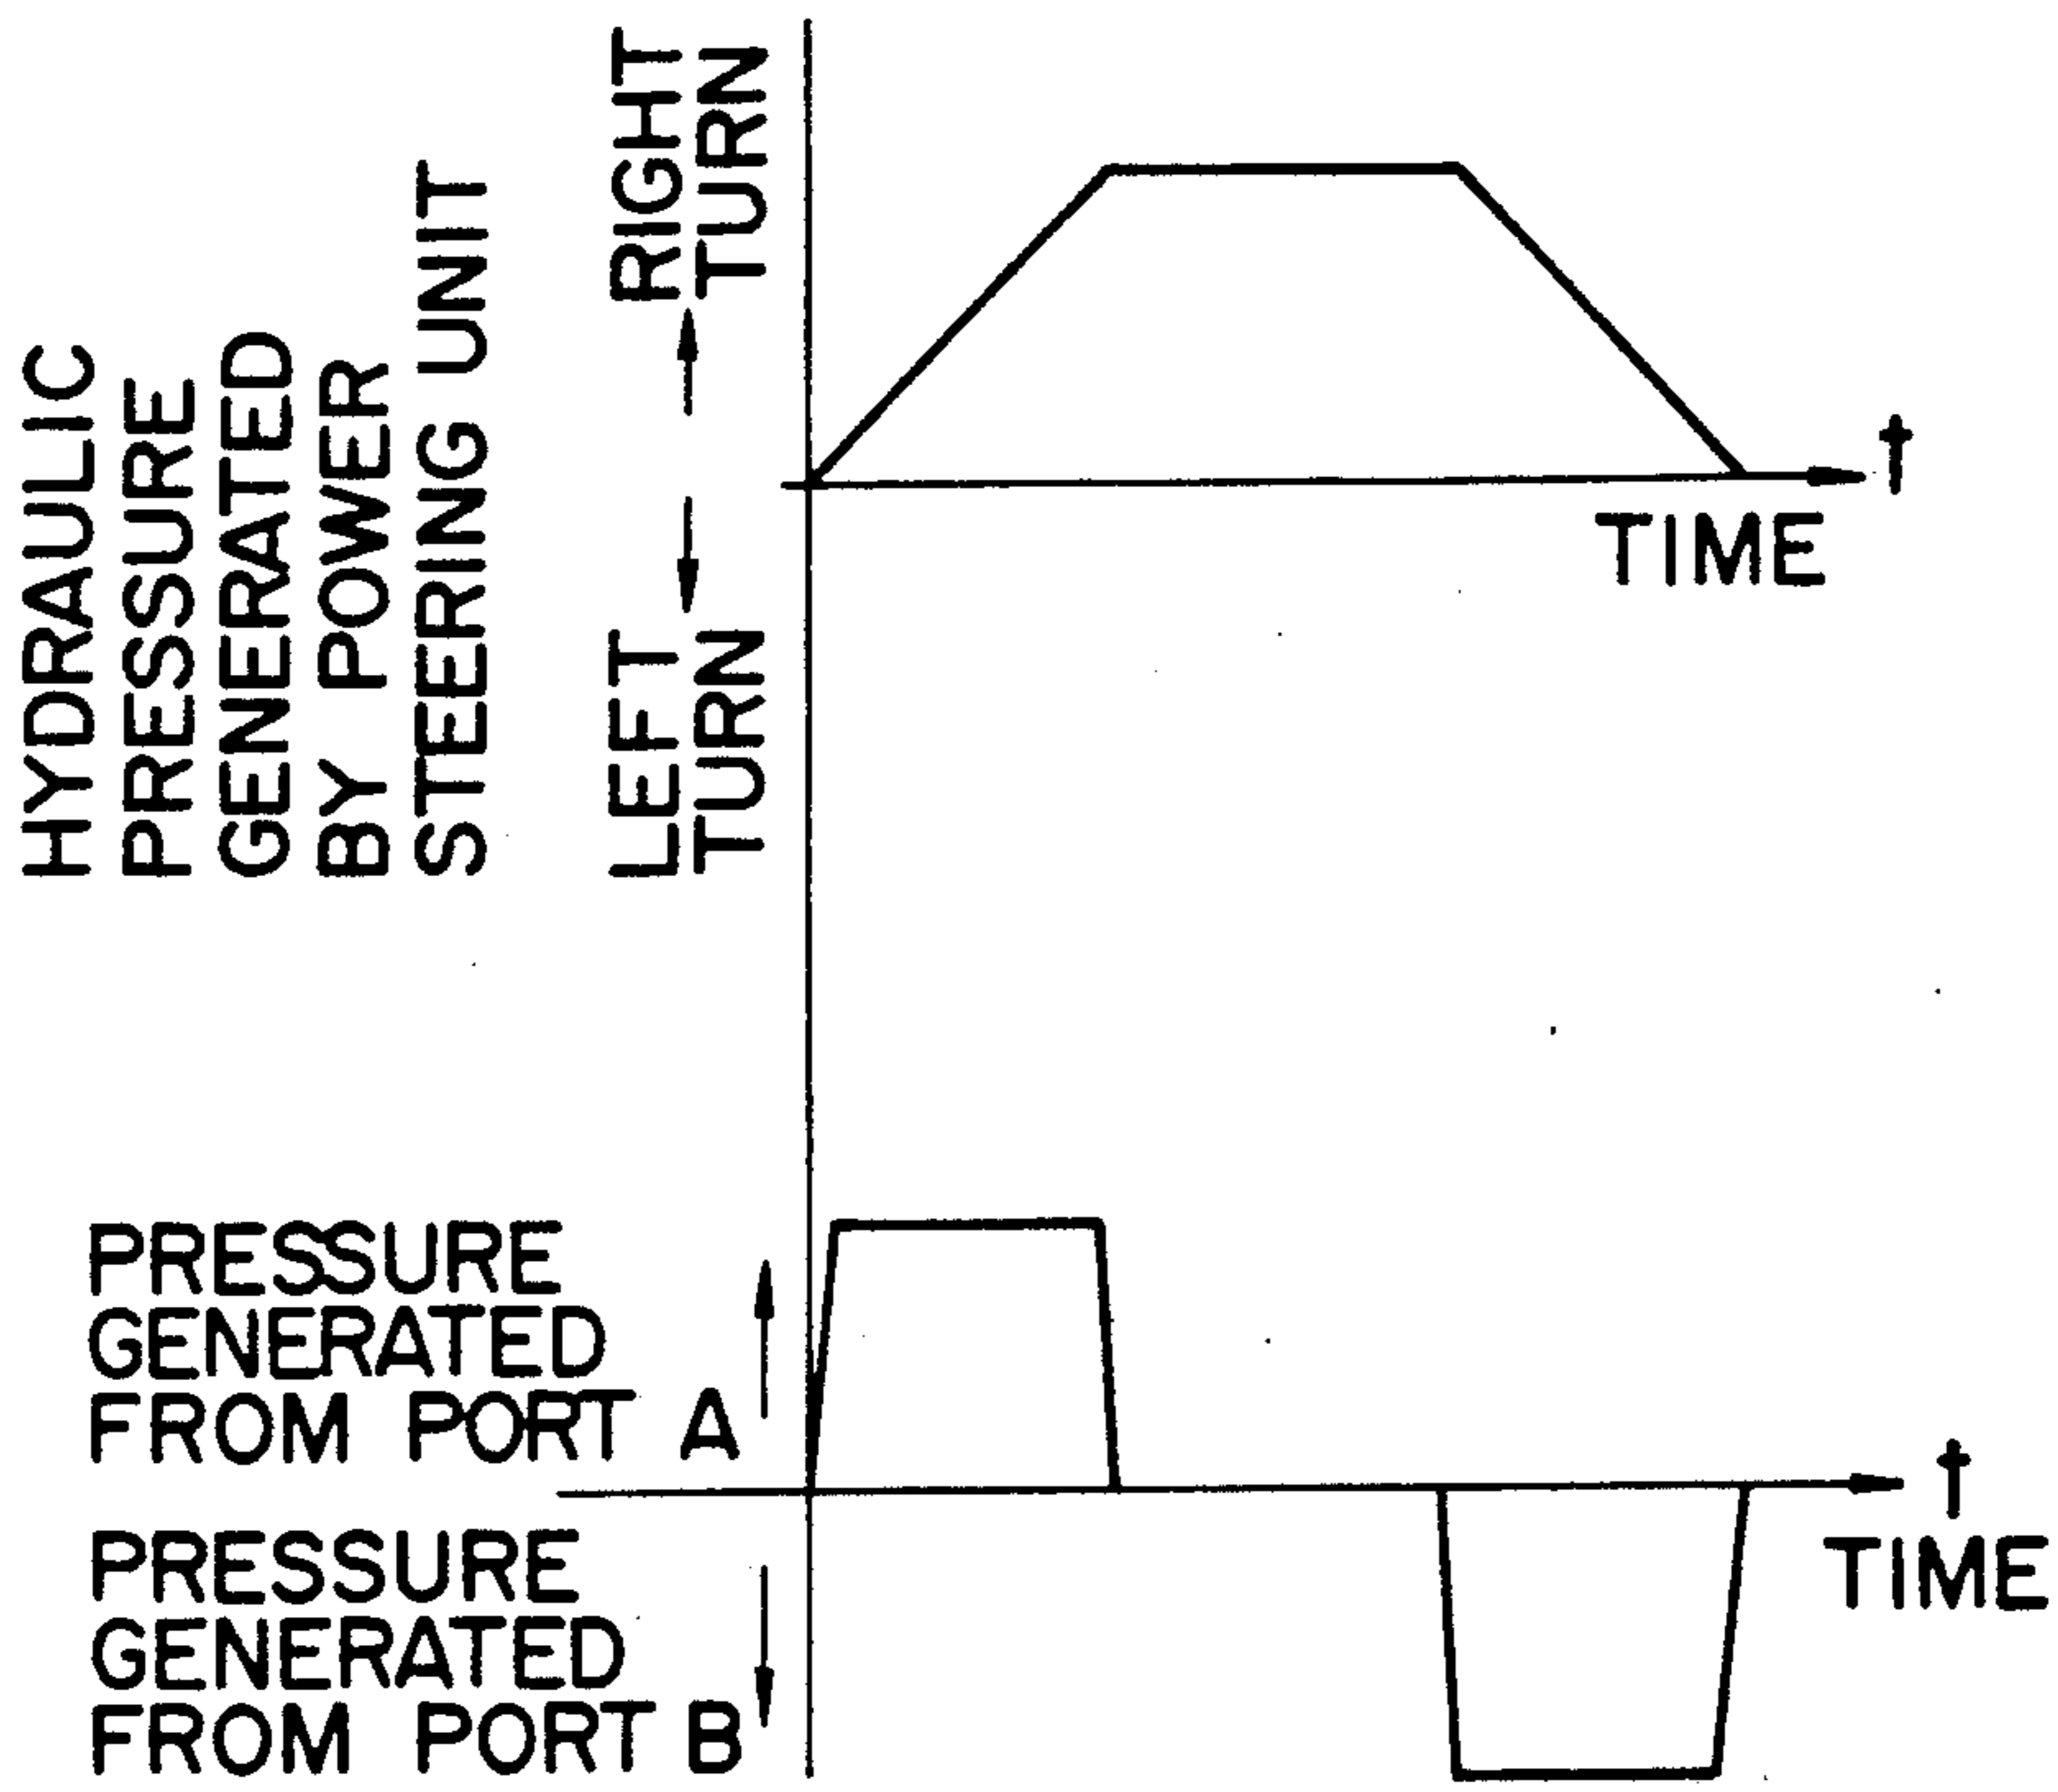 HYDRAULIC
PRESSURE
GENERATED
BY POWER
STEERING UNIT
RIGHT
TURN
LEFT
TURN
t
TIME
PRESSURE
GENERATED
FROM PORT A
PRESSURE
GENERATED
FROM PORT B
t
TIME